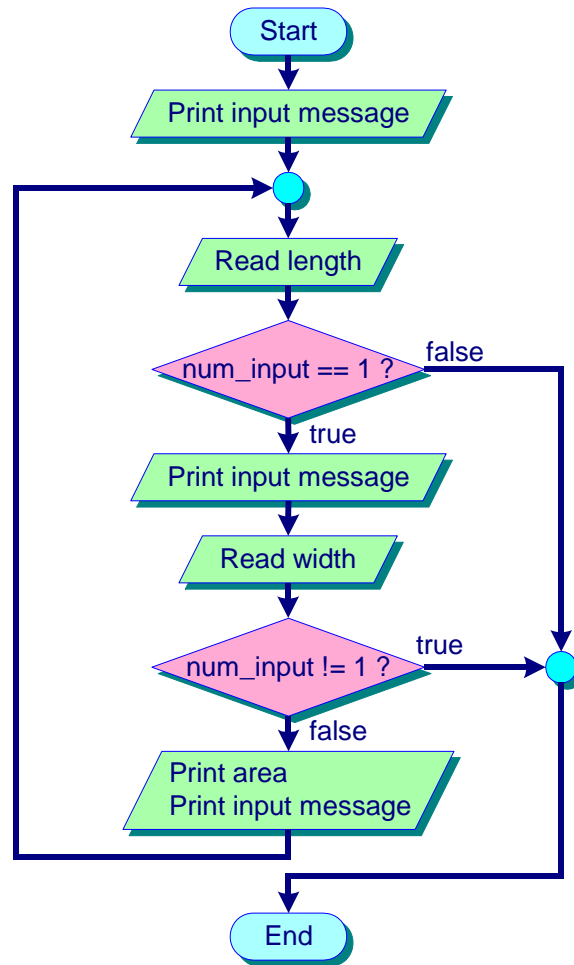 Start
Print input message
Read length
num_input == 1 ?
false
true
Print input message
Read width
num_input != 1 ?
true
false
Print area
Print input message
End